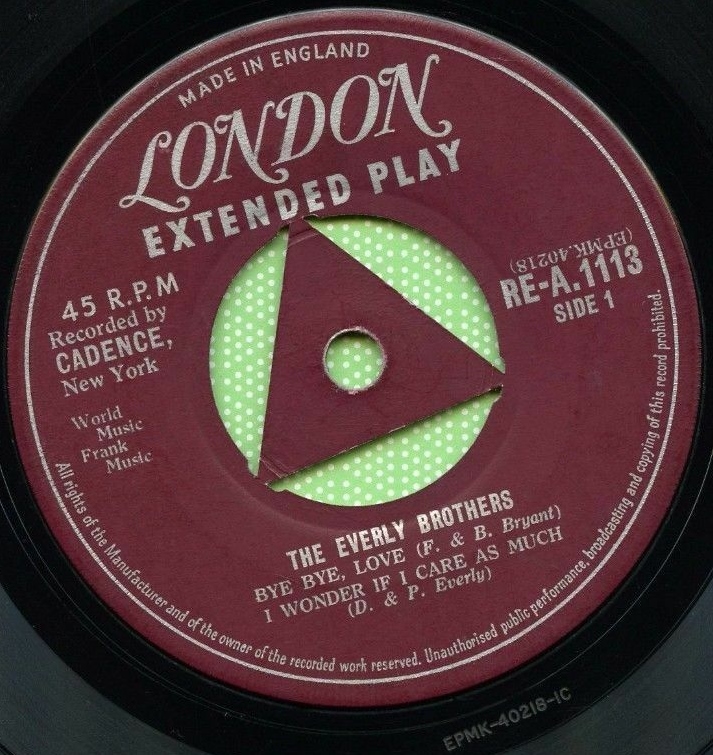 MADE IN ENGLAND
LONDON
EXTENDED PLAY
45 R.P.M
Recorded by
CADENCE,
New York
World
Music
Frank
Music
(EPMK.40218)
RE-A.1113
SIDE 1
THE EVERLY BROTHERS
BYE BYE, LOVE (F. & B. Bryant)
I WONDER IF I CARE AS MUCH
(D. & P. Everly)
All rights of the Manufacturer and of the owner of the recorded work reserved. Unauthorised public performance, broadcasting and copying of this record prohibited.
EPMK-40218-1C